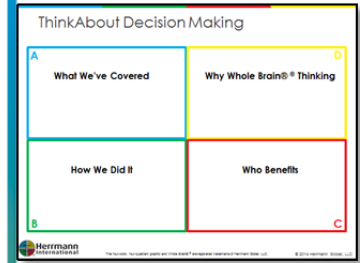 ThinkAbout Decision Making
A
D
What We've Covered
Why Whole Brain® ® Thinking
How We Did It
Who Benefits
B
C
Herrmann
International